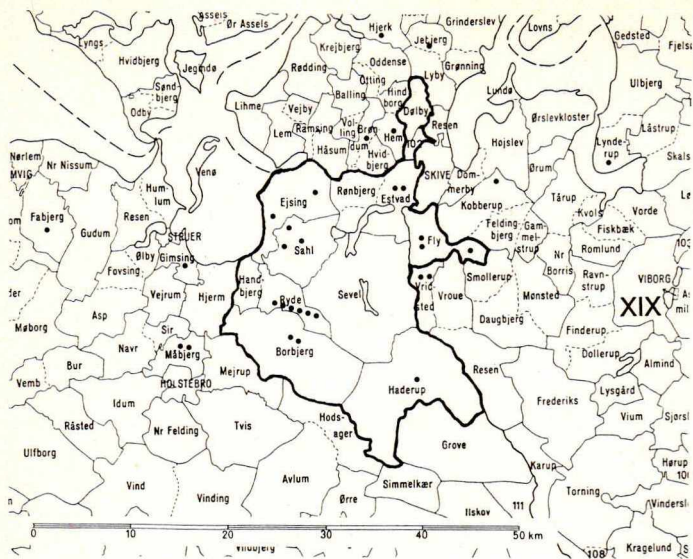 Assels
Ør Assels
Hjerk
Grinderslev
Lovns
Gedsted
Fjels
Lyngs
Hvidbjerg
Jegindø
Krejbjerg
Jebjerg
Oddense
Grønning
Rødding
Otting
Lyby
Ulbjerg
Sønd-
bjerg
Odby
Lihme
Vejby
Balling
Hind
borg
Dølby
Lund
Ørslevkloster
Låstrup
Lem
Ramsing
Vol-
ling
Brøn
dum
Hem
Resen
Højslev
Lynde-
rup
Skals
Håsum
Hvid-
bjerg
Nørlem
MVIG
Nr Nissum
Venø
Rønbjerg
Estvad
SKIVE
Dom-
merby
Ørum
Hum-
lum
Ejsing
Kobberup
Tårup
Kvols
Vorde
Fabjerg
Gudum
Resen
STRUER
Felding
bjerg
Gam-
mel-
strup
Fiskbæk
Romlund
Fly
Ølby
Gimsing
Sahl
Nr
Borris
Fovsing
Hand-
bjerg
Sevel
Smollerup
Ravn-
strup
VIBORG
Vejrum
Hjerm
Ryde
Vrid
sted
Vroue
Mønsted
XIX
Møborg
Asp
Daugbjerg
Finderup
Sir
Navr
Måbjerg
Borbjerg
Dollerup
Almind
Bur
Mejrup
Resen
Vemb
HOLSTEBRO
Haderup
Lysgård
Idum
Frederiks
Vium
Sjørsl
Råsted
Nr Felding
Tvis
Hods-
ager
Ulfborg
Grove
Karup
Hørup
Avlum
Simmelkær
Torning
Vind
Vinding
Ørre
Ilskov
111
Vindersl
0 10 20 30 40 50 km
108
Kragelund